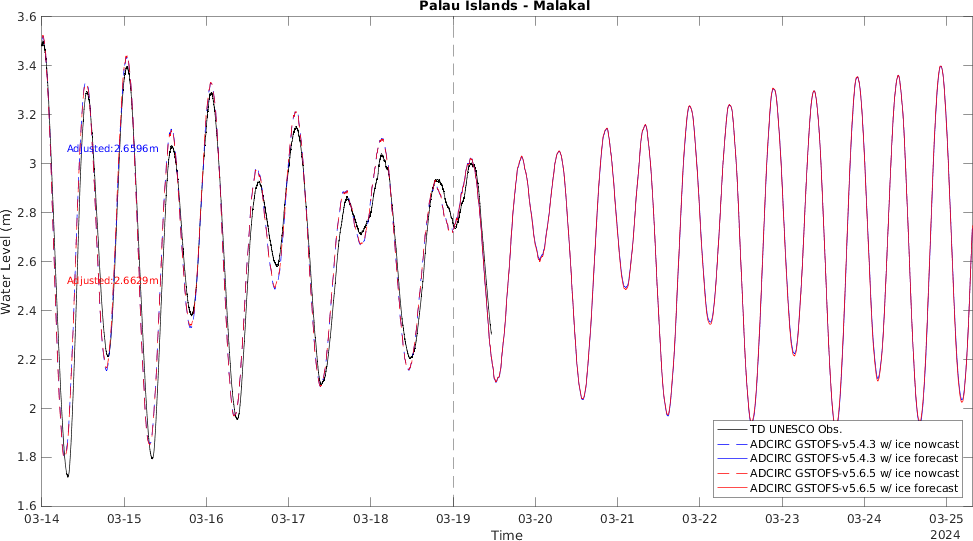 Palau Islands - Malakal
3.6
3.4
3.2
3
2.8
2.6
2.4
2.2
2
1.8
1.6
Water Level (m)
Adjusted:2.6596m
Adjusted:2.6629m
TD UNESCO Obs.
ADCIRC GSTOFS-v5.4.3 w/ ice nowcast
ADCIRC GSTOFS-v5.4.3 w/ ice forecast
ADCIRC GSTOFS-v5.6.5 w/ ice nowcast
ADCIRC GSTOFS-v5.6.5 w/ ice forecast
03-14 03-15 03-16 03-17 03-18 03-19 03-20 03-21 03-22 03-23 03-24 03-25
Time
2024